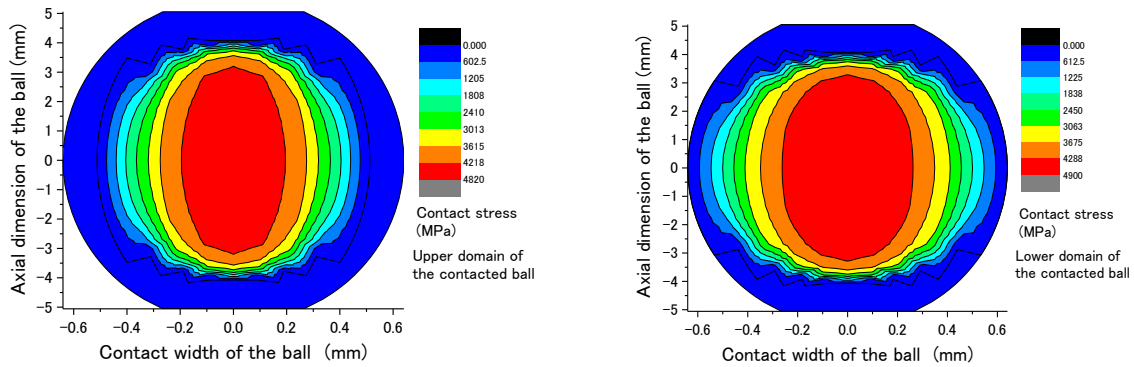 Axial dimension of the ball (mm)
5
4
3
2
1
0
−1
−2
−3
−4
−5
−0.6 −0.4 −0.2 0.0 0.2 0.4 0.6
Contact width of the ball (mm)
0.000
602.5
1205
1808
2410
3013
3615
4218
4820
Contact stress
(MPa)
Upper domain of
the contacted ball
Axial dimension of the ball (mm)
5
4
3
2
1
0
−1
−2
−3
−4
−5
−0.6 −0.4 −0.2 0.0 0.2 0.4 0.6
Contact width of the ball (mm)
0.000
612.5
1225
1838
2450
3063
3675
4288
4900
Contact stress
(MPa)
Lower domain of
the contacted ball